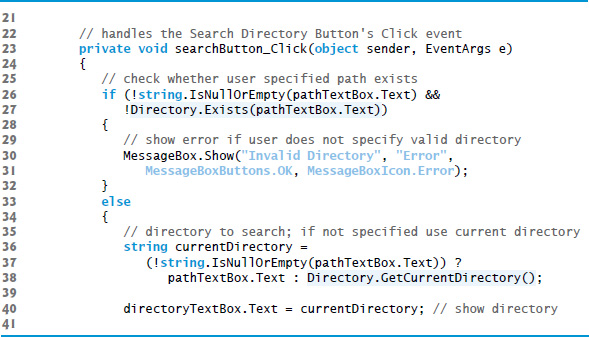 21
22 // handles the Search Directory Button's Click event
23 private void searchButton_Click(object sender, EventArgs e)
24 {
25 // check whether user specified path exists
26 if (!string.IsNullOrEmpty(pathTextBox.Text) &&
27 !Directory.Exists(pathTextBox.Text))
28 {
29 // show error if user does not specify valid directory
30 MessageBox.Show("Invalid Directory", "Error",
31 MessageBoxButtons.OK, MessageBoxIcon.Error);
32 }
33 else
34 {
35 // directory to search; if not specified use current directory
36 string currentDirectory =
37 (!string.IsNullOrEmpty(pathTextBox.Text)) ?
38 pathTextBox.Text : Directory.GetCurrentDirectory();
39
40 directoryTextBox.Text = currentDirectory; // show directory
41